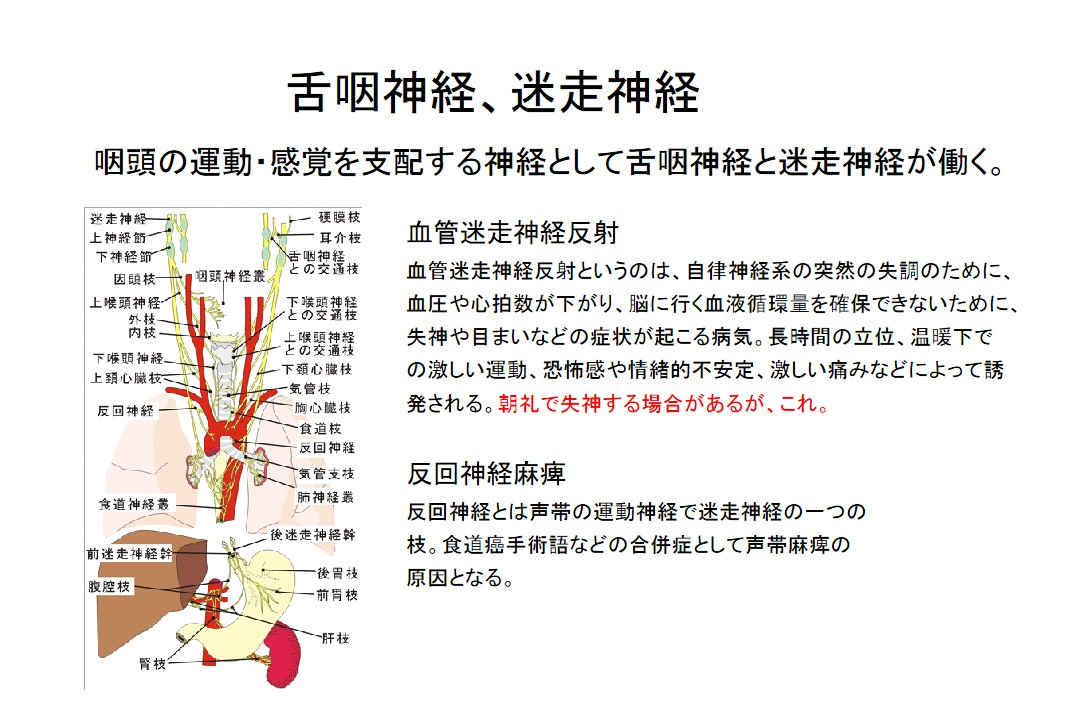 舌咽神経、迷走神経
咽頭の運動・感覚を支配する神経として舌咽神経と迷走神経が働く。
迷走神経
上神経節
下神経節
因頭枝
上喉頭神経
外枝
内枝
下喉頭神経
上頚心臓枝
反回神経
食道神経叢
前迷走神経幹
腹腔枝
腎枝
咽頭神経叢
硬膜枝
耳介枝
舌咽神経
との交通枝
下喉頭神経
との交通枝
上喉頭神経
との交通枝
下頚心臓枝
気管枝
胸心臓枝
食道枝
反回神経
気管支枝
肺神経叢
後迷走神経幹
後胃枝
前胃枝
肝枝
血管迷走神経反射
血管迷走神経反射というのは、自律神経系の突然の失調のために、
血圧や心拍数が下がり、脳に行く血液循環量を確保できないために、
失神や目まいなどの症状が起こる病気。長時間の立位、温暖下で
の激しい運動、恐怖感や情緒的不安定、激しい痛みなどによって誘
発される。朝礼で失神する場合があるが、これ。
反回神経麻痺
反回神経とは声帯の運動神経で迷走神経の一つの
枝。食道癌手術語などの合併症として声帯麻痺の
原因となる。